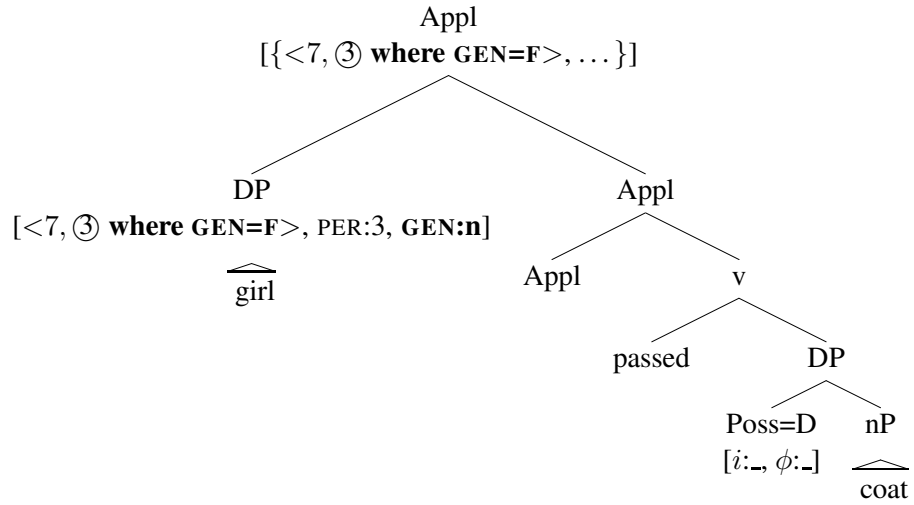 Appl
[{<7, ③ where GEN=F>, …}]
DP Appl
[<7, ③ where GEN=F>, PER:3, GEN:n]
girl Appl v
passed DP
Poss=D nP
[i:_, ϕ:_]
coat